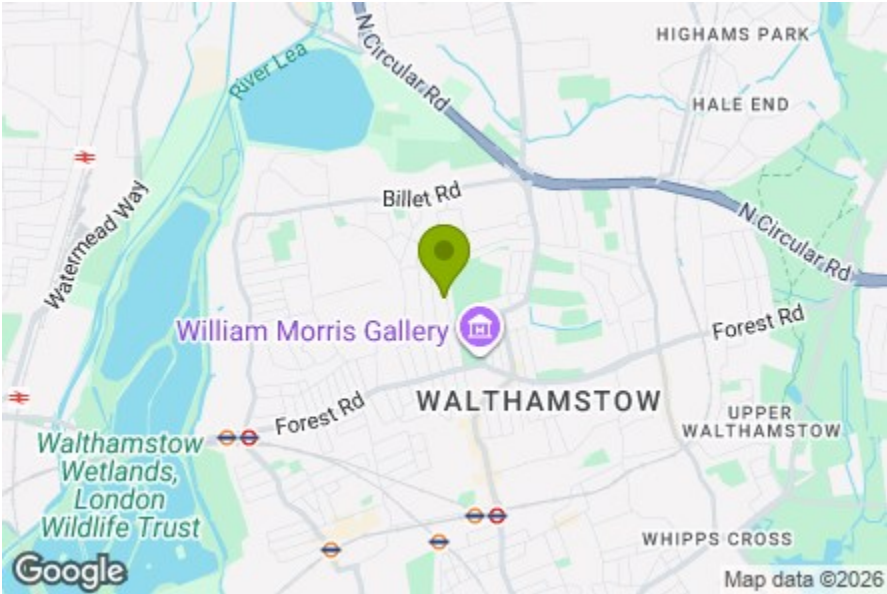 HIGHAMS PARK
N Circular Rd
River Lea
HALE END
Billet Rd
Watermead Way
N Circular Rd
William Morris Gallery
Forest Rd
Forest Rd
WALTHAMSTOW
UPPER
WALTHAMSTOW
Walthamstow
Wetlands,
London
Wildlife Trust
WHIPPS CROSS
Google
Map data ©2026